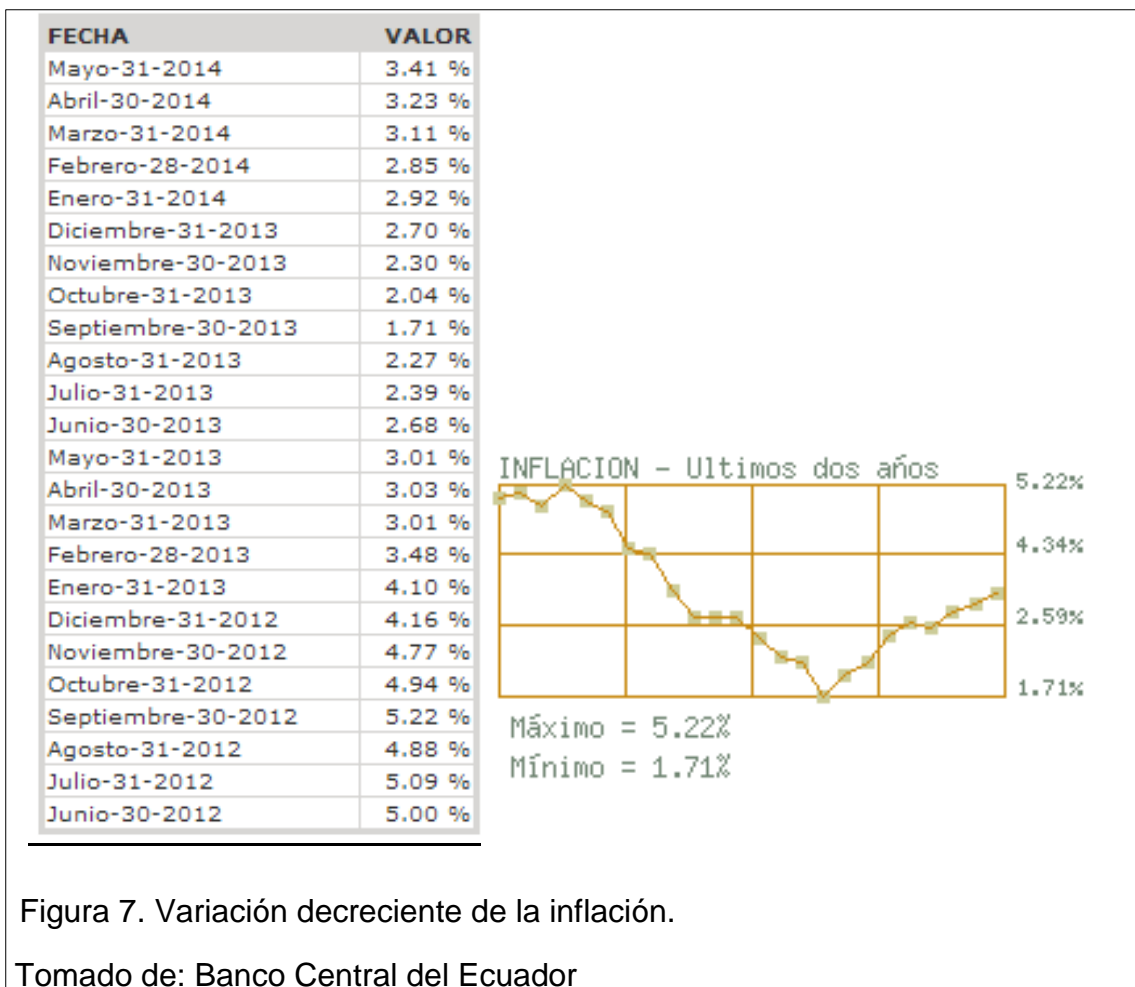 FECHA VALOR
Mayo-31-2014 3.41 %
Abril-30-2014 3.23 %
Marzo-31-2014 3.11 %
Febrero-28-2014 2.85 %
Enero-31-2014 2.92 %
Diciembre-31-2013 2.70 %
Noviembre-30-2013 2.30 %
Octubre-31-2013 2.04 %
Septiembre-30-2013 1.71 %
Agosto-31-2013 2.27 %
Julio-31-2013 2.39 %
Junio-30-2013 2.68 %
Mayo-31-2013 3.01 %
Abril-30-2013 3.03 %
Marzo-31-2013 3.01 %
Febrero-28-2013 3.48 %
Enero-31-2013 4.10 %
Diciembre-31-2012 4.16 %
Noviembre-30-2012 4.77 %
Octubre-31-2012 4.94 %
Septiembre-30-2012 5.22 %
Agosto-31-2012 4.88 %
Julio-31-2012 5.09 %
Junio-30-2012 5.00 %
INFLACION - Ultimos dos años
5.22%
4.34%
2.59%
1.71%
Máximo = 5.22%
Mínimo = 1.71%
Figura 7. Variación decreciente de la inflación.
Tomado de: Banco Central del Ecuador